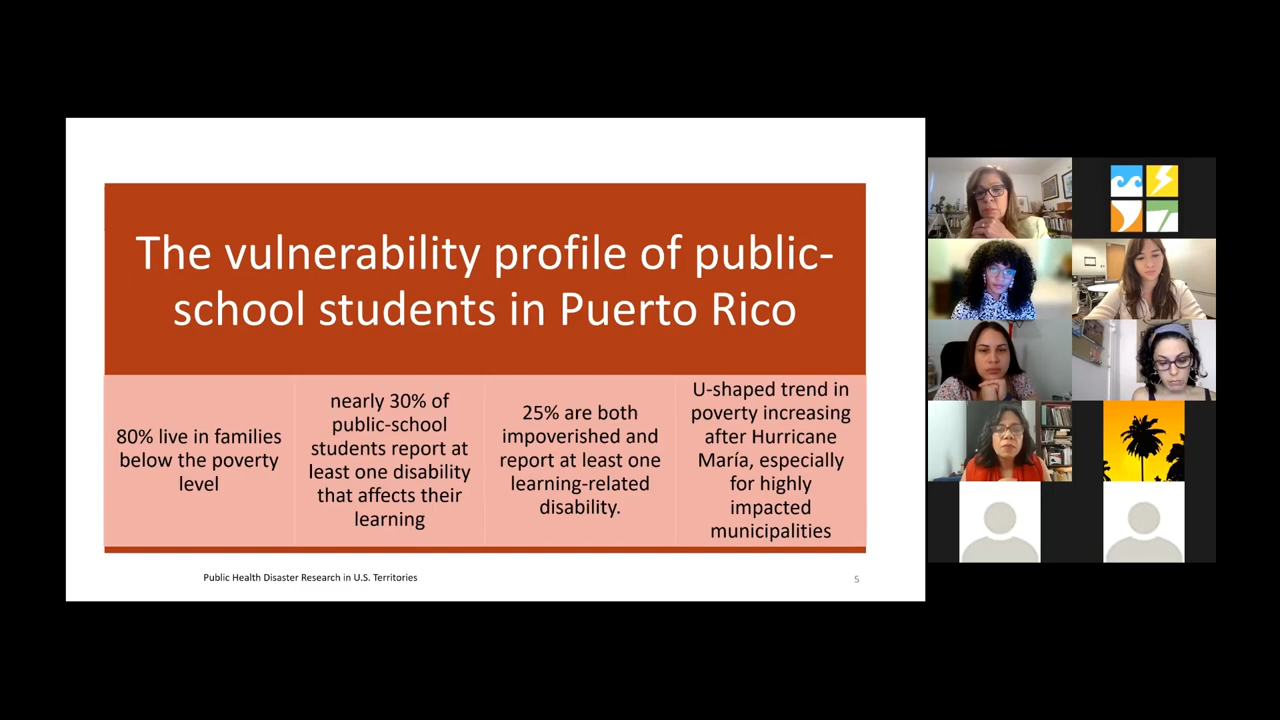 The vulnerability profile of public-
school students in Puerto Rico
80% live in families
below the poverty
level
nearly 30% of
public-school
students report at
least one disability
that affects their
learning
25% are both
impoverished and
report at least one
learning-related
disability.
U-shaped trend in
poverty increasing
after Hurricane
María, especially
for highly
impacted
municipalities
Public Health Disaster Research in U.S. Territories
5